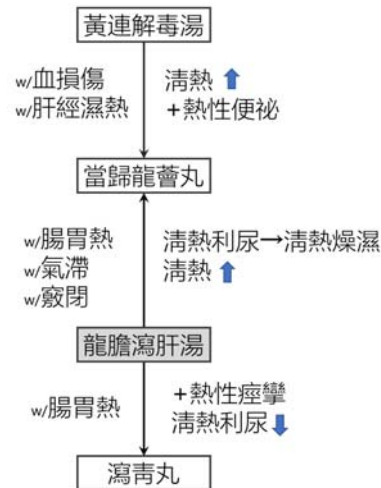 黃連解毒湯
w/血損傷
w/肝經濕熱
清熱
+熱性便祕
當歸龍薈丸
w/腸胃熱
w/氣滯
w/竅閉
清熱利尿→清熱燥濕
清熱
龍膽瀉肝湯
w/腸胃熱
+熱性痙攣
清熱利尿
瀉青丸